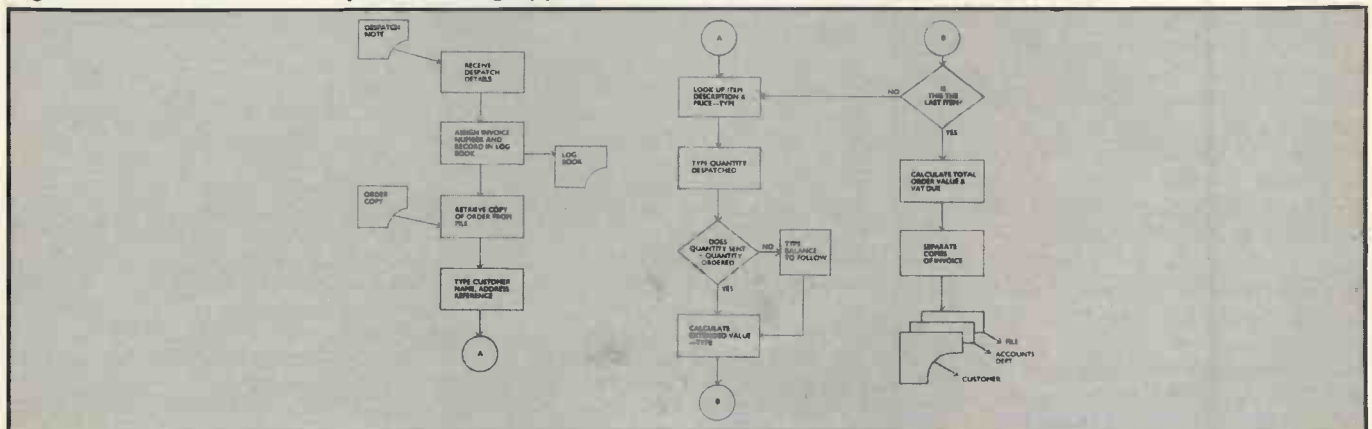 DESPATCH
NOTE
RECEIVE
DESPATCH
DETAILS
ASSIGN INVOICE
NUMBER AND
RECORD IN LOG
BOOK
LOG
BOOK
ORDER
COPY
RETRIEVE COPY
OF ORDER FROM
FILE
TYPE CUSTOMER
NAME, ADDRESS
REFERENCE
A
A
LOOK UP ITEM
DESCRIPTION &
PRICE—TYPE
TYPE QUANTITY
DESPATCHED
DOES
QUANTITY SENT
= QUANTITY
ORDERED
NO
TYPE
BALANCE
TO FOLLOW
YES
CALCULATE
EXTENDED VALUE
—TYPE
B
B
IS
THIS THE
LAST ITEM?
NO
YES
CALCULATE TOTAL
ORDER VALUE &
VAT DUE
SEPARATE
COPIES
OF INVOICE
FILE
ACCOUNTS
DEPT
CUSTOMER